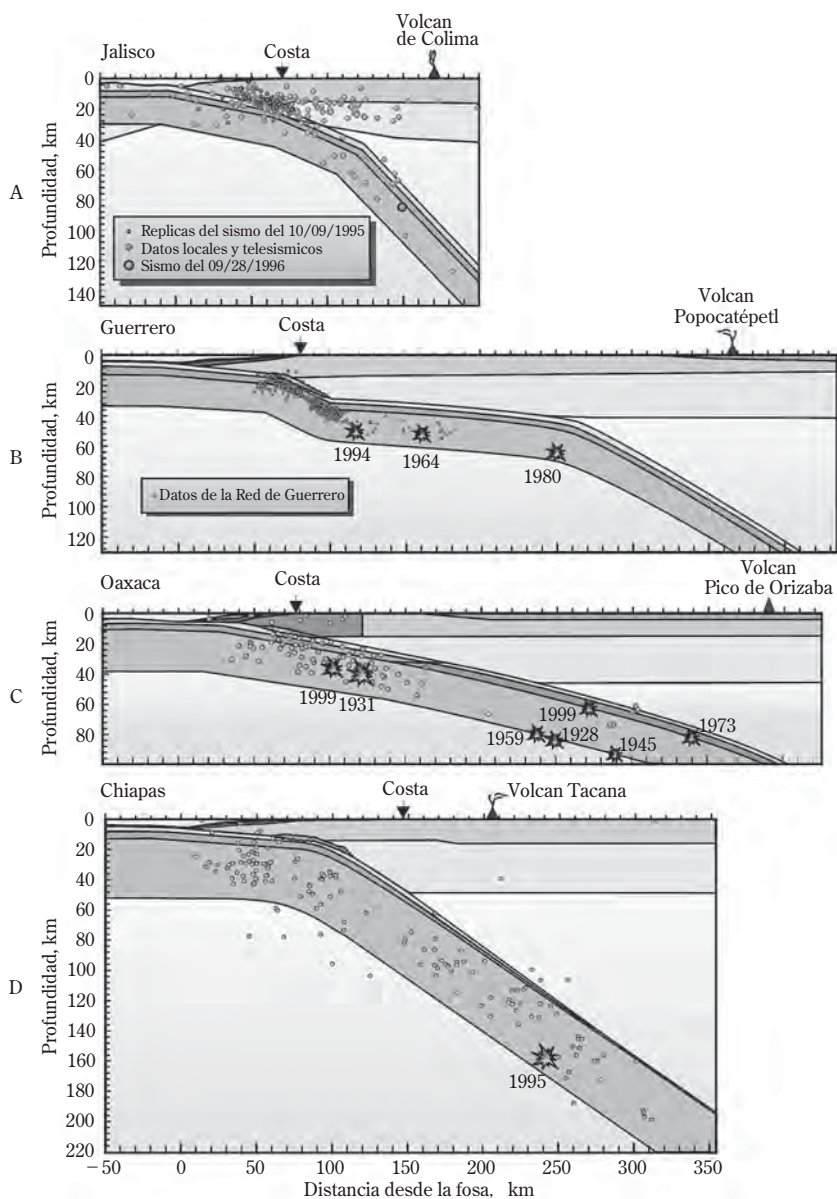 Volcan
de Colima
Jalisco
Costa
0
20
40
60
80
100
120
140
Profundidad, km
A
Replicas del sismo del 10/09/1995
Datos locales y telesismicos
Sismo del 09/28/1996
Volcan
Popocatépetl
Guerrero
Costa
0
20
40
60
80
100
120
Profundidad, km
B
1994
1964
1980
Datos de la Red de Guerrero
Volcan
Pico de Orizaba
Oaxaca
Costa
0
20
40
60
80
Profundidad, km
C
1999
1931
1959
1999
1928
1945
1973
Chiapas
Costa
Volcan Tacana
0
20
40
60
80
100
120
140
160
180
200
220
Profundidad, km
D
1995
−50 0 50 100 150 200 250 300 350
Distancia desde la fosa, km